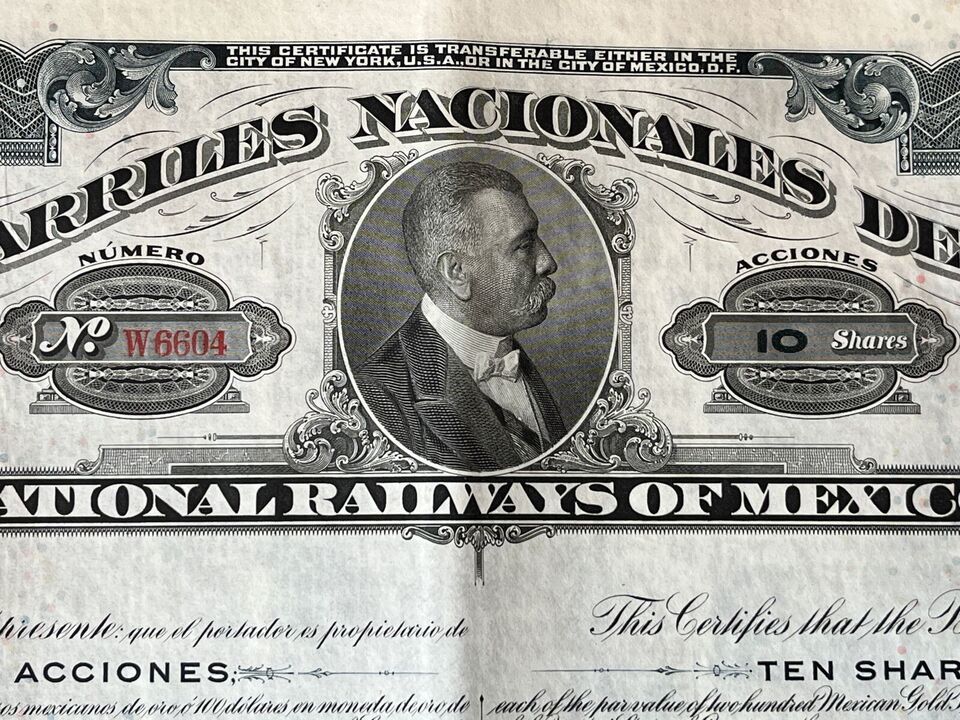 THIS CERTIFICATE IS TRANSFERABLE EITHER IN THE
CITY OF NEW YORK, U.S.A., OR IN THE CITY OF MEXICO, D.F.
ARRILES NACIONALES DE
NÚMERO
ACCIONES
No. W6604
10 Shares
ATIONAL RAILWAYS OF MEXICO
presente: que el portador es propietario de
This Certifies that the B
ACCIONES,
TEN SHAR
os mexicanos de oro ó 100 dólares en moneda de oro de
each of the par value of two hundred Mexican Gold